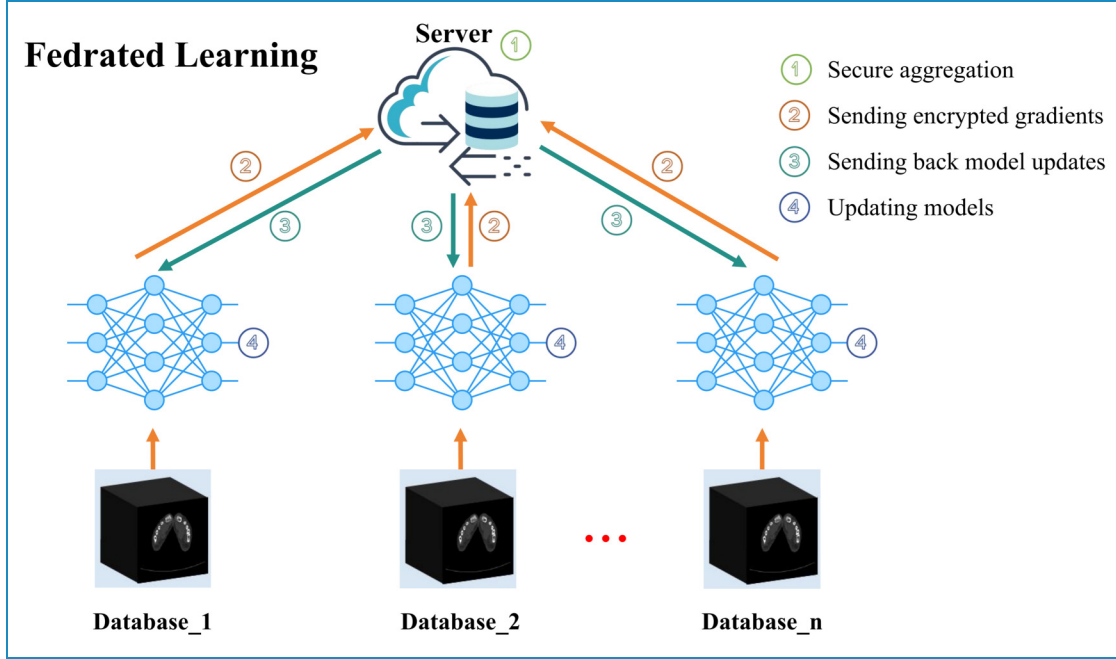 Fedrated Learning
Server
①
① Secure aggregation
② Sending encrypted gradients
③ Sending back model updates
④ Updating models
②
③
③
②
③
②
④
④
④
Database_1
Database_2
Database_n